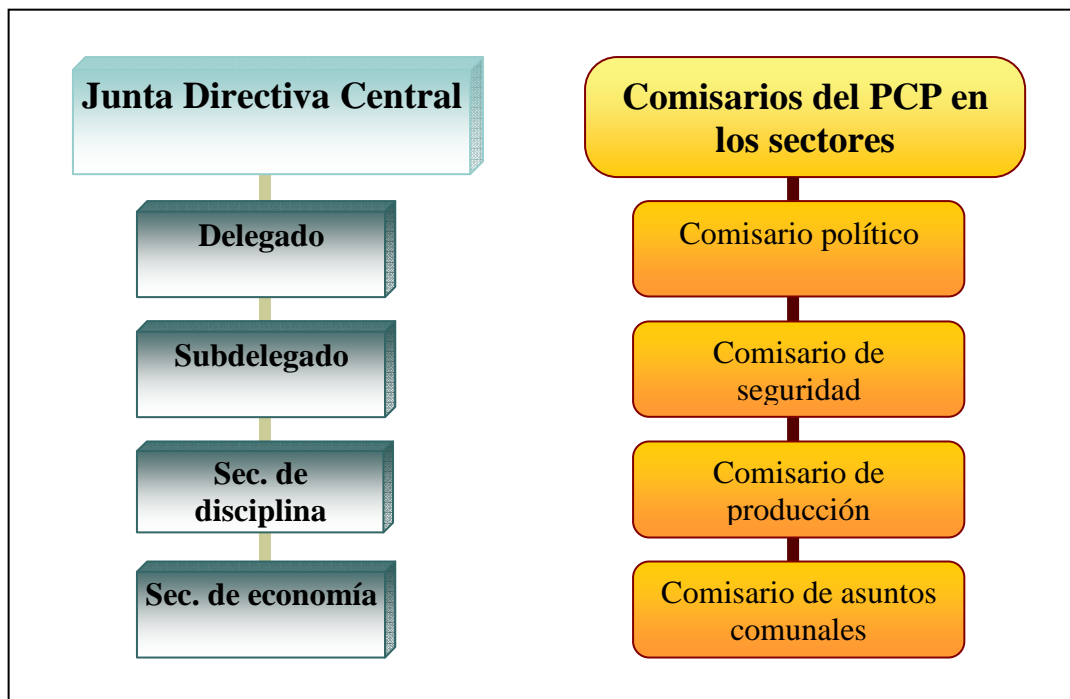 Junta Directiva Central
Delegado
Subdelegado
Sec. de
disciplina
Sec. de economía
Comisarios del PCP en
los sectores
Comisario político
Comisario de
seguridad
Comisario de
producción
Comisario de asuntos
comunales